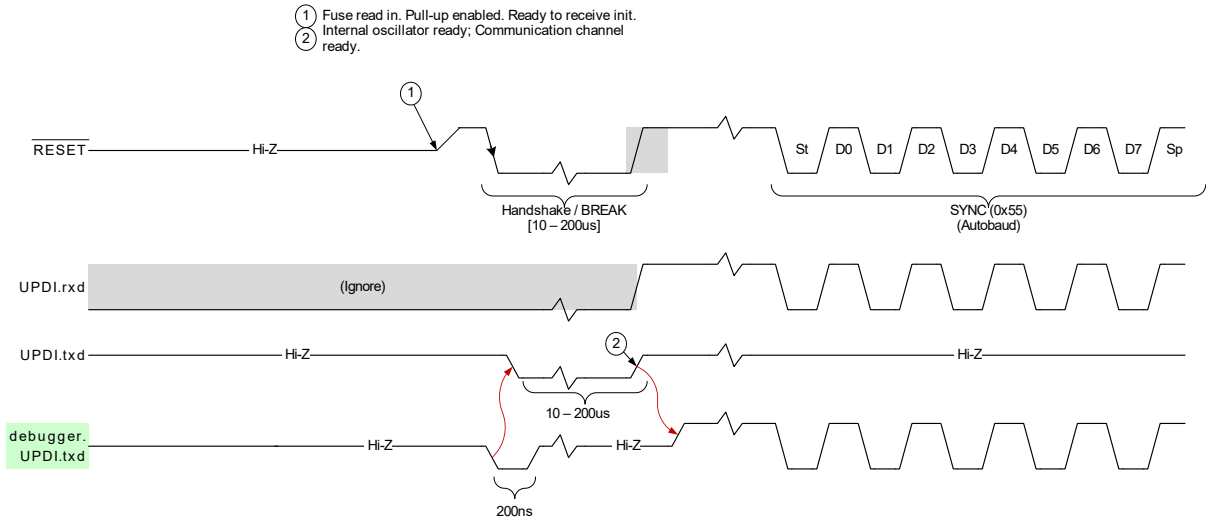 1 Fuse read in. Pull-up enabled. Ready to receive init.
2 Internal oscillator ready; Communication channel
ready.
1
RESET Hi-Z St D0 D1 D2 D3 D4 D5 D6 D7 Sp
Handshake / BREAK
[10 – 200us]
SYNC (0x55)
(Autobaud)
UPDI.rxd (Ignore)
2
UPDI.txd Hi-Z Hi-Z
10 – 200us
debugger.
UPDI.txd Hi-Z Hi-Z
200ns